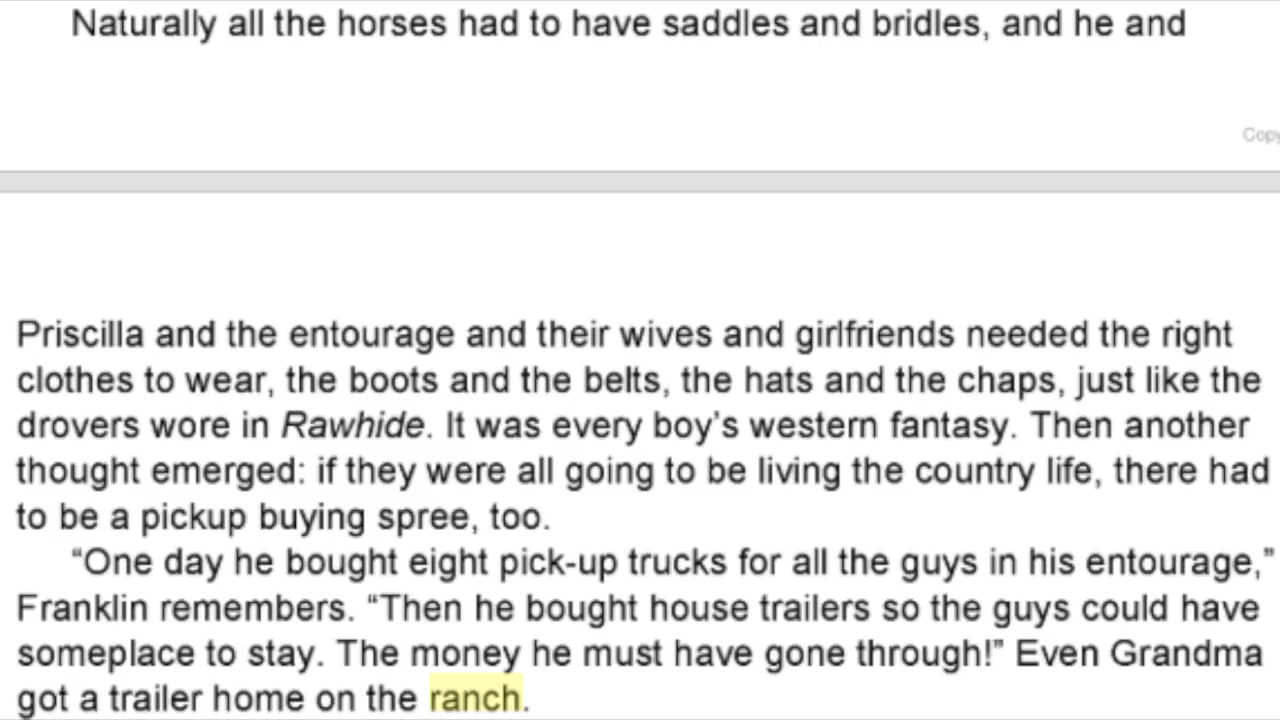 Naturally all the horses had to have saddles and bridles, and he and
Copy
Priscilla and the entourage and their wives and girlfriends needed the right
clothes to wear, the boots and the belts, the hats and the chaps, just like the
drovers wore in Rawhide. It was every boy’s western fantasy. Then another
thought emerged: if they were all going to be living the country life, there had
to be a pickup buying spree, too.
“One day he bought eight pick-up trucks for all the guys in his entourage,”
Franklin remembers. “Then he bought house trailers so the guys could have
someplace to stay. The money he must have gone through!” Even Grandma
got a trailer home on the ranch.